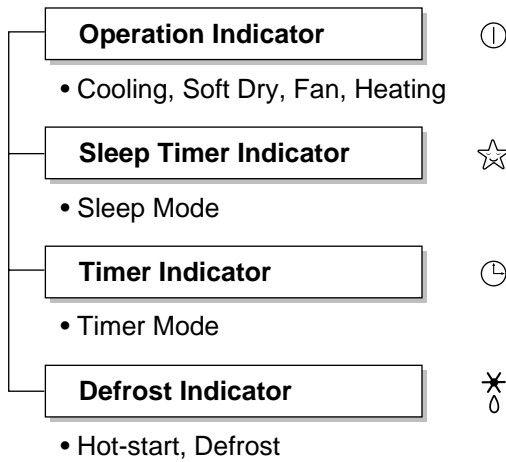 Operation Indicator
• Cooling, Soft Dry, Fan, Heating
Sleep Timer Indicator
• Sleep Mode
Timer Indicator
• Timer Mode
Defrost Indicator
• Hot-start, Defrost